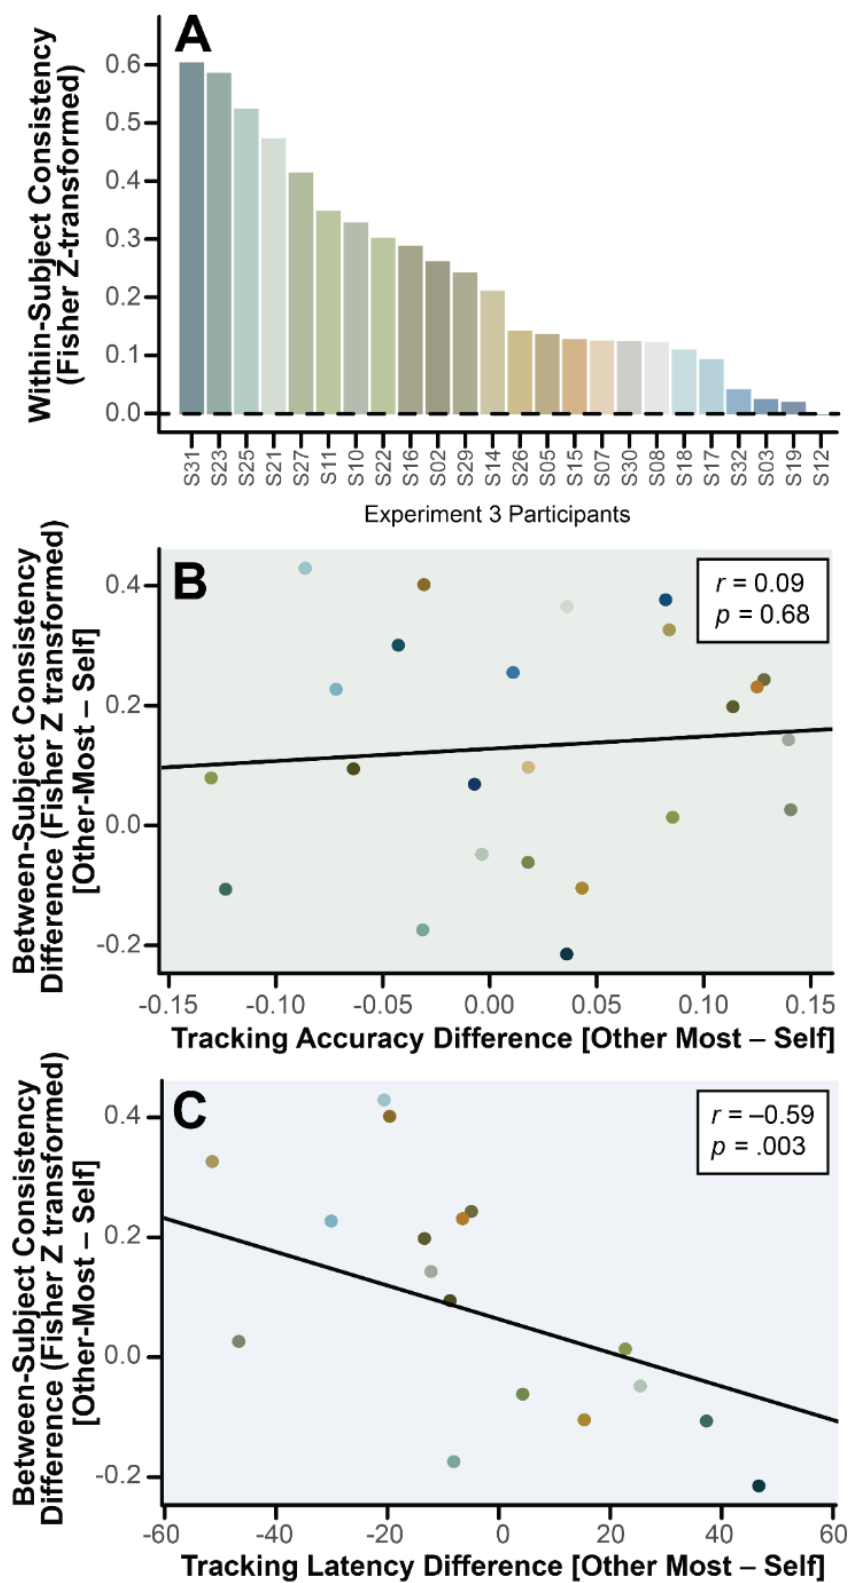 A
Within-Subject Consistency
(Fisher Z-transformed)
0.6
0.5
0.4
0.3
0.2
0.1
0.0
S31 S23 S25 S21 S27 S11 S10 S22 S16 S02 S29 S14 S26 S05 S15 S07 S30 S08 S18 S17 S32 S03 S19 S12
Experiment 3 Participants
B
Between-Subject Consistency
Difference (Fisher Z transformed)
[Other-Most – Self]
r = 0.09
p = 0.68
0.4
0.2
0.0
-0.2
-0.15 -0.10 -0.05 0.00 0.05 0.10 0.15
Tracking Accuracy Difference [Other Most – Self]
C
Between-Subject Consistency
Difference (Fisher Z transformed)
[Other-Most – Self]
r = –0.59
p = .003
0.4
0.2
0.0
-0.2
-60 -40 -20 0 20 40 60
Tracking Latency Difference [Other Most – Self]